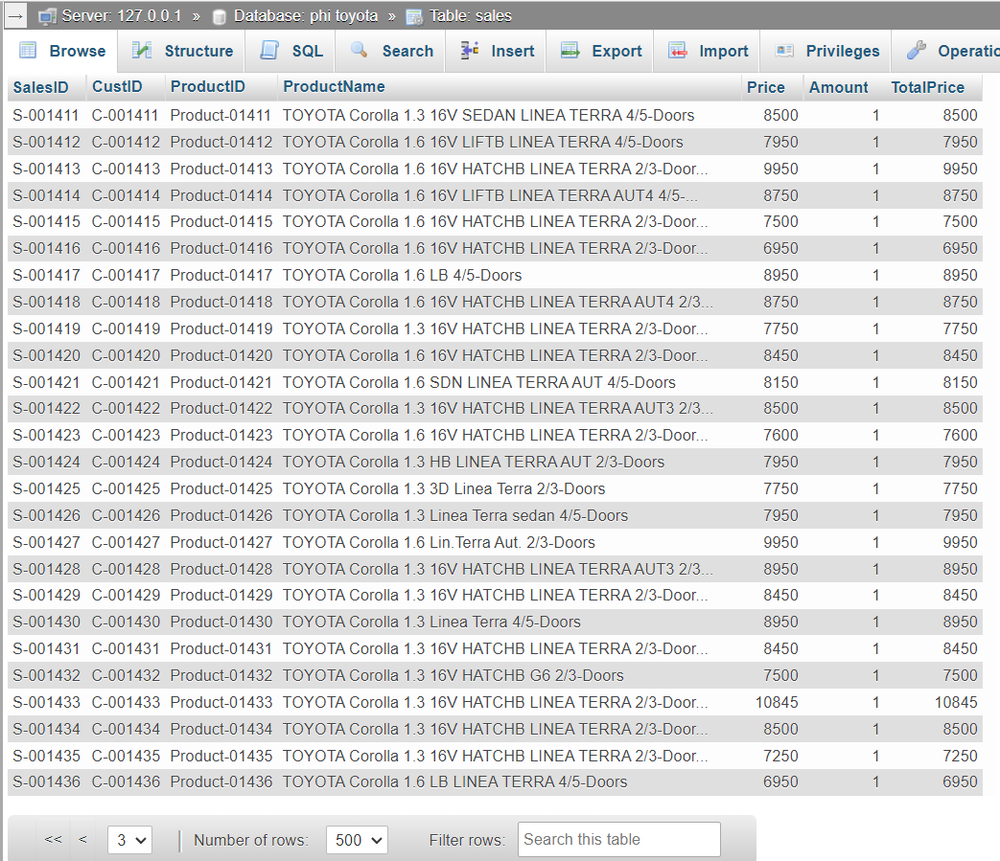 → Server: 127.0.0.1 » Database: phi toyota » Table: sales
Browse Structure SQL Search Insert Export Import Privileges Operatio
SalesID CustID ProductID ProductName Price Amount TotalPrice
S-001411 C-001411 Product-01411 TOYOTA Corolla 1.3 16V SEDAN LINEA TERRA 4/5-Doors 8500 1 8500
S-001412 C-001412 Product-01412 TOYOTA Corolla 1.6 16V LIFTB LINEA TERRA 4/5-Doors 7950 1 7950
S-001413 C-001413 Product-01413 TOYOTA Corolla 1.6 16V HATCHB LINEA TERRA 2/3-Door... 9950 1 9950
S-001414 C-001414 Product-01414 TOYOTA Corolla 1.6 16V LIFTB LINEA TERRA AUT4 4/5-... 8750 1 8750
S-001415 C-001415 Product-01415 TOYOTA Corolla 1.6 16V HATCHB LINEA TERRA 2/3-Door... 7500 1 7500
S-001416 C-001416 Product-01416 TOYOTA Corolla 1.6 16V HATCHB LINEA TERRA 2/3-Door... 6950 1 6950
S-001417 C-001417 Product-01417 TOYOTA Corolla 1.6 LB 4/5-Doors 8950 1 8950
S-001418 C-001418 Product-01418 TOYOTA Corolla 1.6 16V HATCHB LINEA TERRA AUT4 2/3... 8750 1 8750
S-001419 C-001419 Product-01419 TOYOTA Corolla 1.3 16V HATCHB LINEA TERRA 2/3-Door... 7750 1 7750
S-001420 C-001420 Product-01420 TOYOTA Corolla 1.6 16V HATCHB LINEA TERRA 2/3-Door... 8450 1 8450
S-001421 C-001421 Product-01421 TOYOTA Corolla 1.6 SDN LINEA TERRA AUT 4/5-Doors 8150 1 8150
S-001422 C-001422 Product-01422 TOYOTA Corolla 1.3 16V HATCHB LINEA TERRA AUT3 2/3... 8500 1 8500
S-001423 C-001423 Product-01423 TOYOTA Corolla 1.6 16V HATCHB LINEA TERRA 2/3-Door... 7600 1 7600
S-001424 C-001424 Product-01424 TOYOTA Corolla 1.3 HB LINEA TERRA AUT 2/3-Doors 7950 1 7950
S-001425 C-001425 Product-01425 TOYOTA Corolla 1.3 3D Linea Terra 2/3-Doors 7750 1 7750
S-001426 C-001426 Product-01426 TOYOTA Corolla 1.3 Linea Terra sedan 4/5-Doors 7950 1 7950
S-001427 C-001427 Product-01427 TOYOTA Corolla 1.6 Lin.Terra Aut. 2/3-Doors 9950 1 9950
S-001428 C-001428 Product-01428 TOYOTA Corolla 1.3 16V HATCHB LINEA TERRA AUT3 2/3... 8950 1 8950
S-001429 C-001429 Product-01429 TOYOTA Corolla 1.3 16V HATCHB LINEA TERRA 2/3-Door... 8450 1 8450
S-001430 C-001430 Product-01430 TOYOTA Corolla 1.3 Linea Terra 4/5-Doors 8950 1 8950
S-001431 C-001431 Product-01431 TOYOTA Corolla 1.3 16V HATCHB LINEA TERRA 2/3-Door... 8450 1 8450
S-001432 C-001432 Product-01432 TOYOTA Corolla 1.3 16V HATCHB G6 2/3-Doors 7500 1 7500
S-001433 C-001433 Product-01433 TOYOTA Corolla 1.3 16V HATCHB LINEA TERRA 2/3-Door... 10845 1 10845
S-001434 C-001434 Product-01434 TOYOTA Corolla 1.3 16V HATCHB LINEA TERRA 2/3-Door... 8500 1 8500
S-001435 C-001435 Product-01435 TOYOTA Corolla 1.3 16V HATCHB LINEA TERRA 2/3-Door... 7250 1 7250
S-001436 C-001436 Product-01436 TOYOTA Corolla 1.6 LB LINEA TERRA 4/5-Doors 6950 1 6950
<< < 3 Number of rows: 500 Filter rows: Search this table